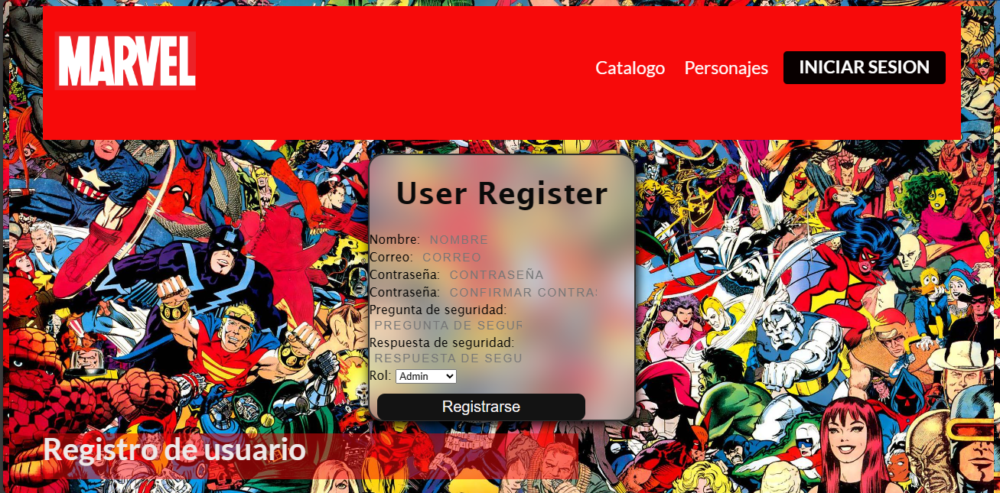 MARVEL
Catalogo Personajes INICIAR SESION
User Register
Nombre: NOMBRE
Correo: CORREO
Contraseña: CONTRASEÑA
Contraseña: CONFIRMAR CONTRAS
Pregunta de seguridad:
PREGUNTA DE SEGUR
Respuesta de seguridad:
RESPUESTA DE SEGU
Rol: Admin
Registrarse
Registro de usuario